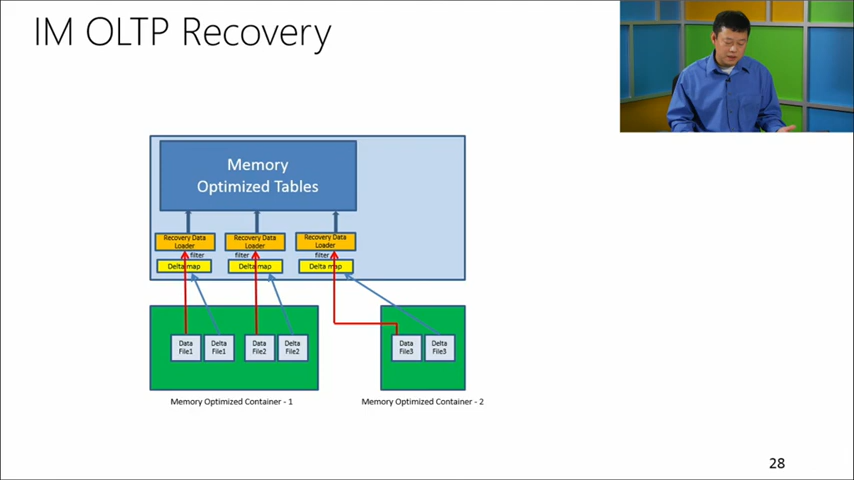 IM OLTP Recovery
Memory
Optimized Tables
Recovery Data
Loader
Recovery Data
Loader
Recovery Data
Loader
filter
filter
filter
Delta map
Delta map
Delta map
Data
File1
Delta
File1
Data
File2
Delta
File2
Data
File3
Delta
File3
Memory Optimized Container - 1
Memory Optimized Container - 2
28